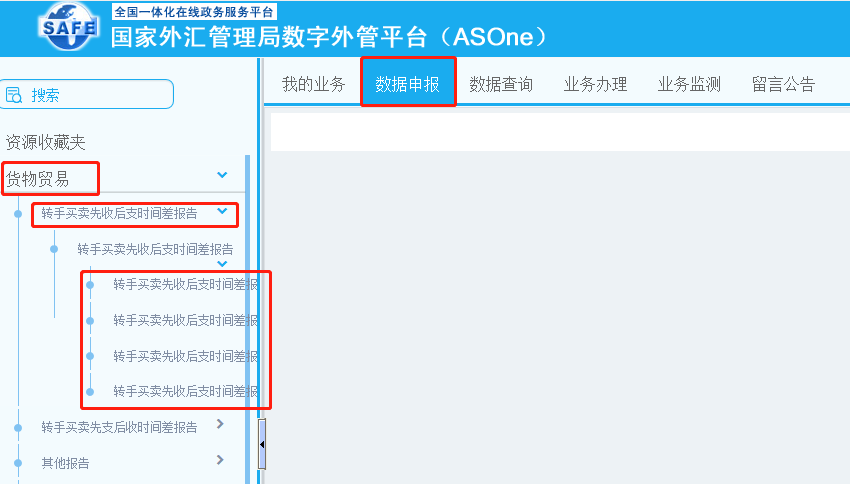 SAFE
全国一体化在线政务服务平台
国家外汇管理局数字外管平台（ASOne）
搜索
我的业务
数据申报
数据查询
业务办理
业务监测
留言公告
资源收藏夹
货物贸易
转手买卖先收后支时间差报告
转手买卖先收后支时间差报告
转手买卖先收后支时间差报
转手买卖先收后支时间差报
转手买卖先收后支时间差报
转手买卖先收后支时间差报
转手买卖先支后收时间差报告
其他报告